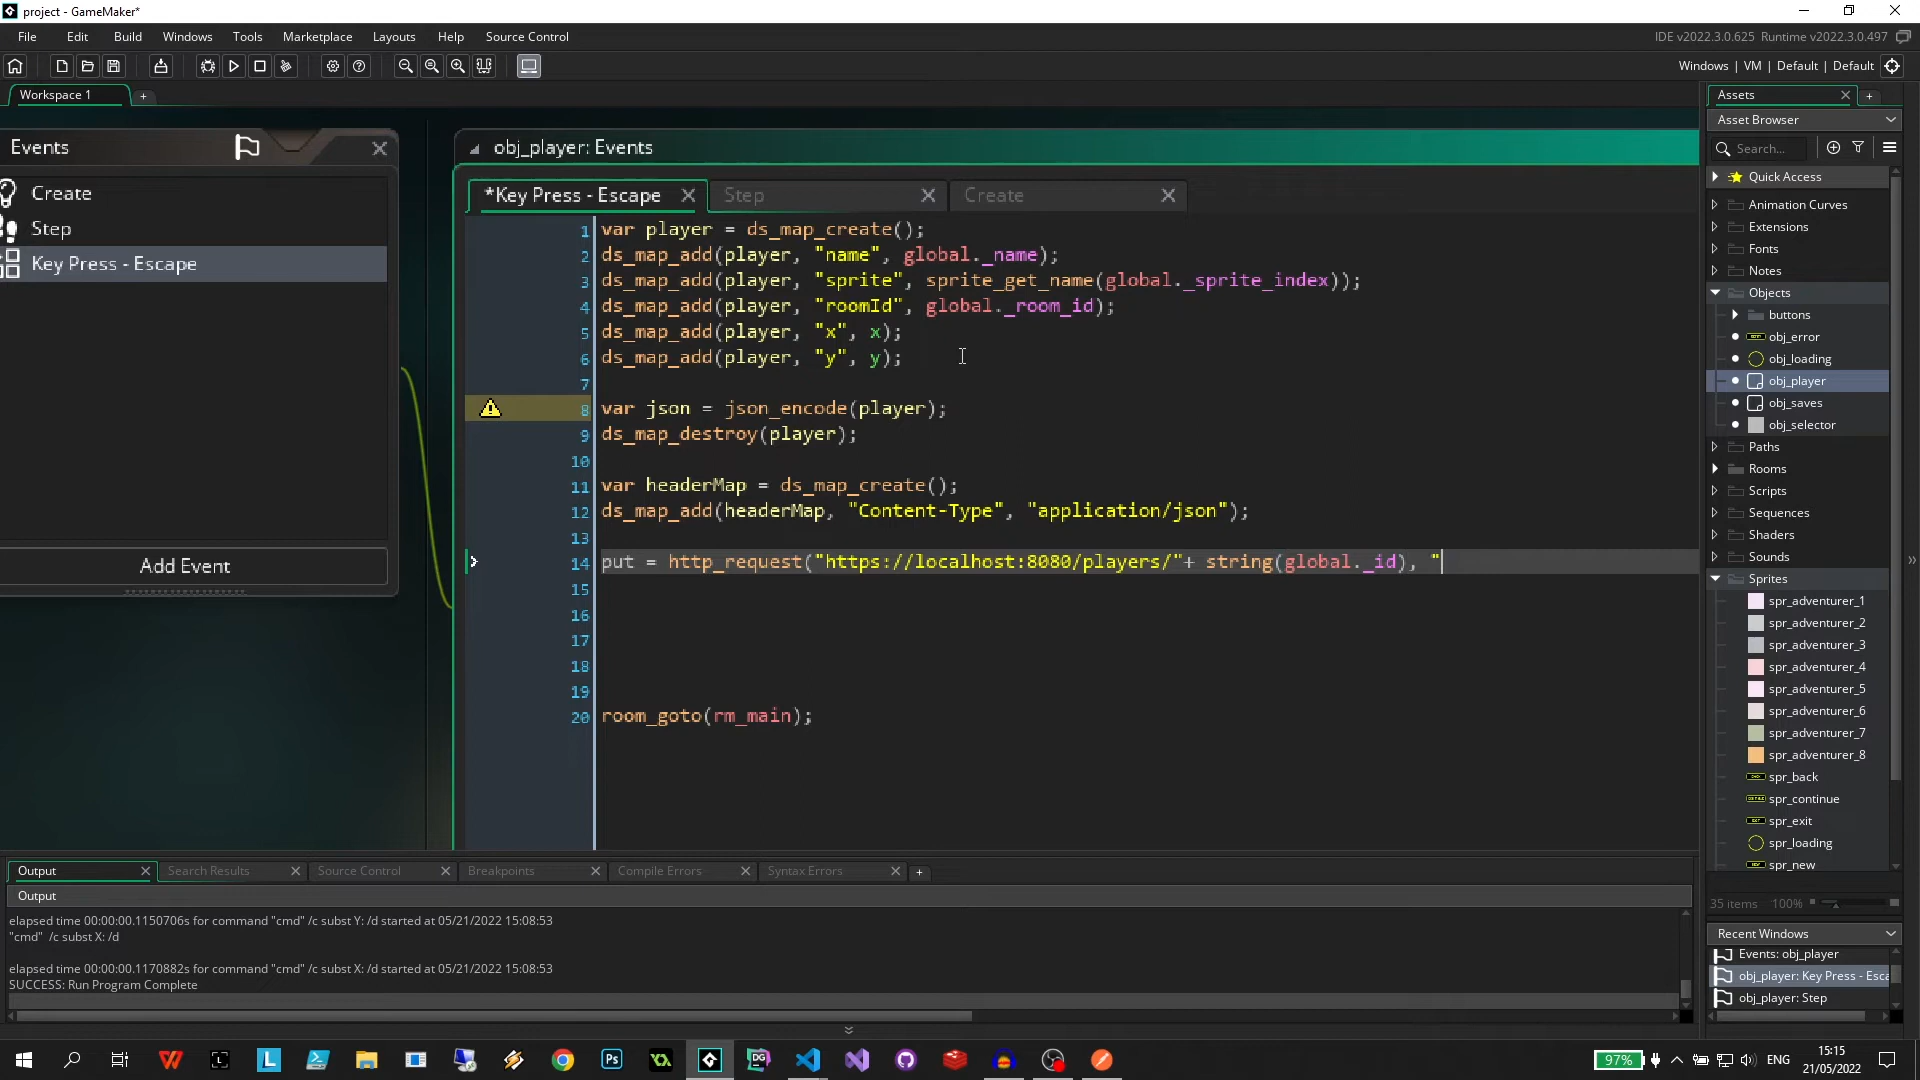 project - GameMaker*
File Edit Build Windows Tools Marketplace Layouts Help Source Control
IDE v2022.3.0.625 Runtime v2022.3.0.497
Windows | VM | Default | Default
Workspace 1
Events
Create
Step
Key Press - Escape
Add Event
obj_player: Events
*Key Press - Escape Step Create
1 var player = ds_map_create();
2 ds_map_add(player, "name", global._name);
3 ds_map_add(player, "sprite", sprite_get_name(global._sprite_index));
4 ds_map_add(player, "roomId", global._room_id);
5 ds_map_add(player, "x", x);
6 ds_map_add(player, "y", y);
7
8 var json = json_encode(player);
9 ds_map_destroy(player);
10
11 var headerMap = ds_map_create();
12 ds_map_add(headerMap, "Content-Type", "application/json");
13
14 put = http_request("https://localhost:8080/players/"+ string(global._id), "
15
16
17
18
19
20 room_goto(rm_main);
Assets
Asset Browser
Search...
Quick Access
Animation Curves
Extensions
Fonts
Notes
Objects
buttons
obj_error
obj_loading
obj_player
obj_saves
obj_selector
Paths
Rooms
Scripts
Sequences
Shaders
Sounds
Sprites
spr_adventurer_1
spr_adventurer_2
spr_adventurer_3
spr_adventurer_4
spr_adventurer_5
spr_adventurer_6
spr_adventurer_7
spr_adventurer_8
spr_back
spr_continue
spr_exit
spr_loading
spr_new
35 items 100%
Recent Windows
Events: obj_player
obj_player: Key Press - Esca
obj_player: Step
Output Search Results Source Control Breakpoints Compile Errors Syntax Errors
Output
elapsed time 00:00:00.1150706s for command "cmd" /c subst Y: /d started at 05/21/2022 15:08:53
"cmd" /c subst X: /d
elapsed time 00:00:00.1170882s for command "cmd" /c subst X: /d started at 05/21/2022 15:08:53
SUCCESS: Run Program Complete
97% ENG 15:15
21/05/2022